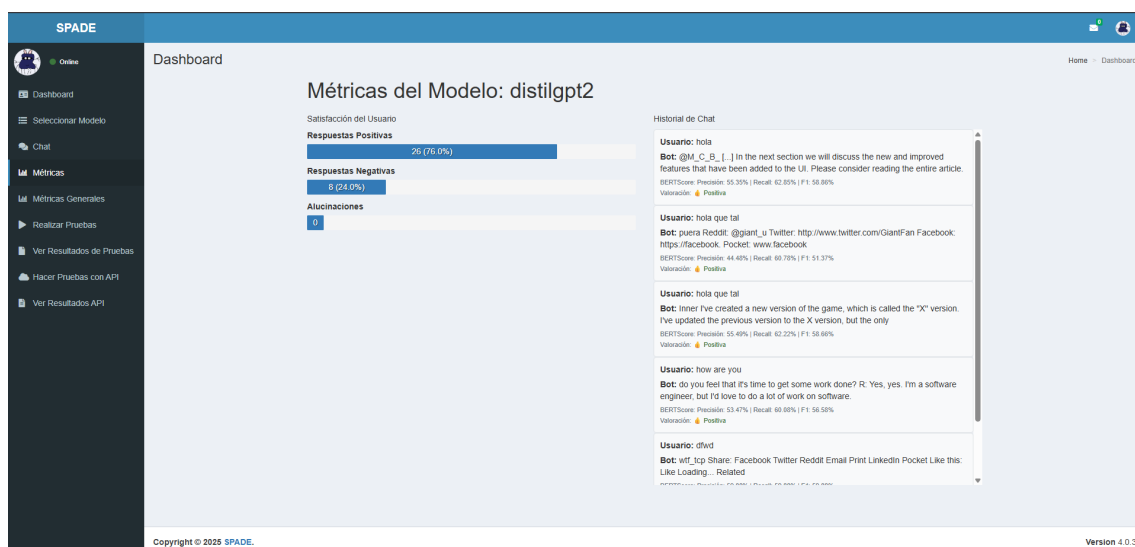 SPADE
0
Online
Dashboard
Home > Dashboard
Dashboard
Seleccionar Modelo
Chat
Métricas
Métricas Generales
Realizar Pruebas
Ver Resultados de Pruebas
Hacer Pruebas con API
Ver Resultados API
Métricas del Modelo: distilgpt2
Satisfacción del Usuario
Respuestas Positivas
26 (76.0%)
Respuestas Negativas
8 (24.0%)
Alucinaciones
0
Historial de Chat
Usuario: hola
Bot: @M_C_B_ [...] In the next section we will discuss the new and improved
features that have been added to the UI. Please consider reading the entire article.
BERTScore: Precisión: 55.35% | Recall: 62.85% | F1: 58.86%
Valoración: 👍 Positiva
Usuario: hola que tal
Bot: puera Reddit: @giant_u Twitter: http://www.twitter.com/GiantFan Facebook:
https://facebook. Pocket: www.facebook
BERTScore: Precisión: 44.48% | Recall: 60.78% | F1: 51.37%
Valoración: 👍 Positiva
Usuario: hola que tal
Bot: Inner I've created a new version of the game, which is called the "X" version.
I've updated the previous version to the X version, but the only
BERTScore: Precisión: 55.49% | Recall: 62.22% | F1: 58.66%
Valoración: 👍 Positiva
Usuario: how are you
Bot: do you feel that it's time to get some work done? R: Yes, yes. I'm a software
engineer, but I'd love to do a lot of work on software.
BERTScore: Precisión: 53.47% | Recall: 60.08% | F1: 56.58%
Valoración: 👍 Positiva
Usuario: dfwd
Bot: wtf_tcp Share: Facebook Twitter Reddit Email Print LinkedIn Pocket Like this:
Like Loading... Related
Copyright © 2025 SPADE.
Version 4.0.3